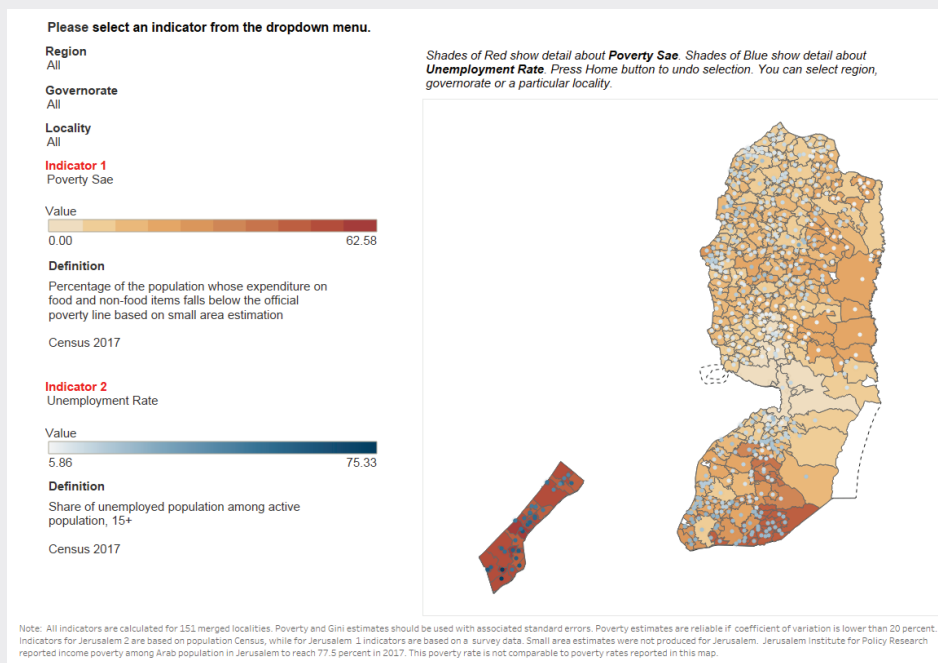 Please select an indicator from the dropdown menu.
Region
All
Governorate
All
Locality
All
Indicator 1
Poverty Sae
Value
0.00 62.58
Definition
Percentage of the population whose expenditure on
food and non-food items falls below the official
poverty line based on small area estimation
Census 2017
Indicator 2
Unemployment Rate
Value
5.86 75.33
Definition
Share of unemployed population among active
population, 15+
Census 2017
Shades of Red show detail about Poverty Sae. Shades of Blue show detail about
Unemployment Rate. Press Home button to undo selection. You can select region,
governorate or a particular locality.
Note: All indicators are calculated for 151 merged localities. Poverty and Gini estimates should be used with associated standard errors. Poverty estimates are reliable if coefficient of variation is lower than 20 percent.
Indicators for Jerusalem 2 are based on population Census, while for Jerusalem 1 indicators are based on a survey data. Small area estimates were not produced for Jerusalem. Jerusalem Institute for Policy Research
reported income poverty among Arab population in Jerusalem to reach 77.5 percent in 2017. This poverty rate is not comparable to poverty rates reported in this map.